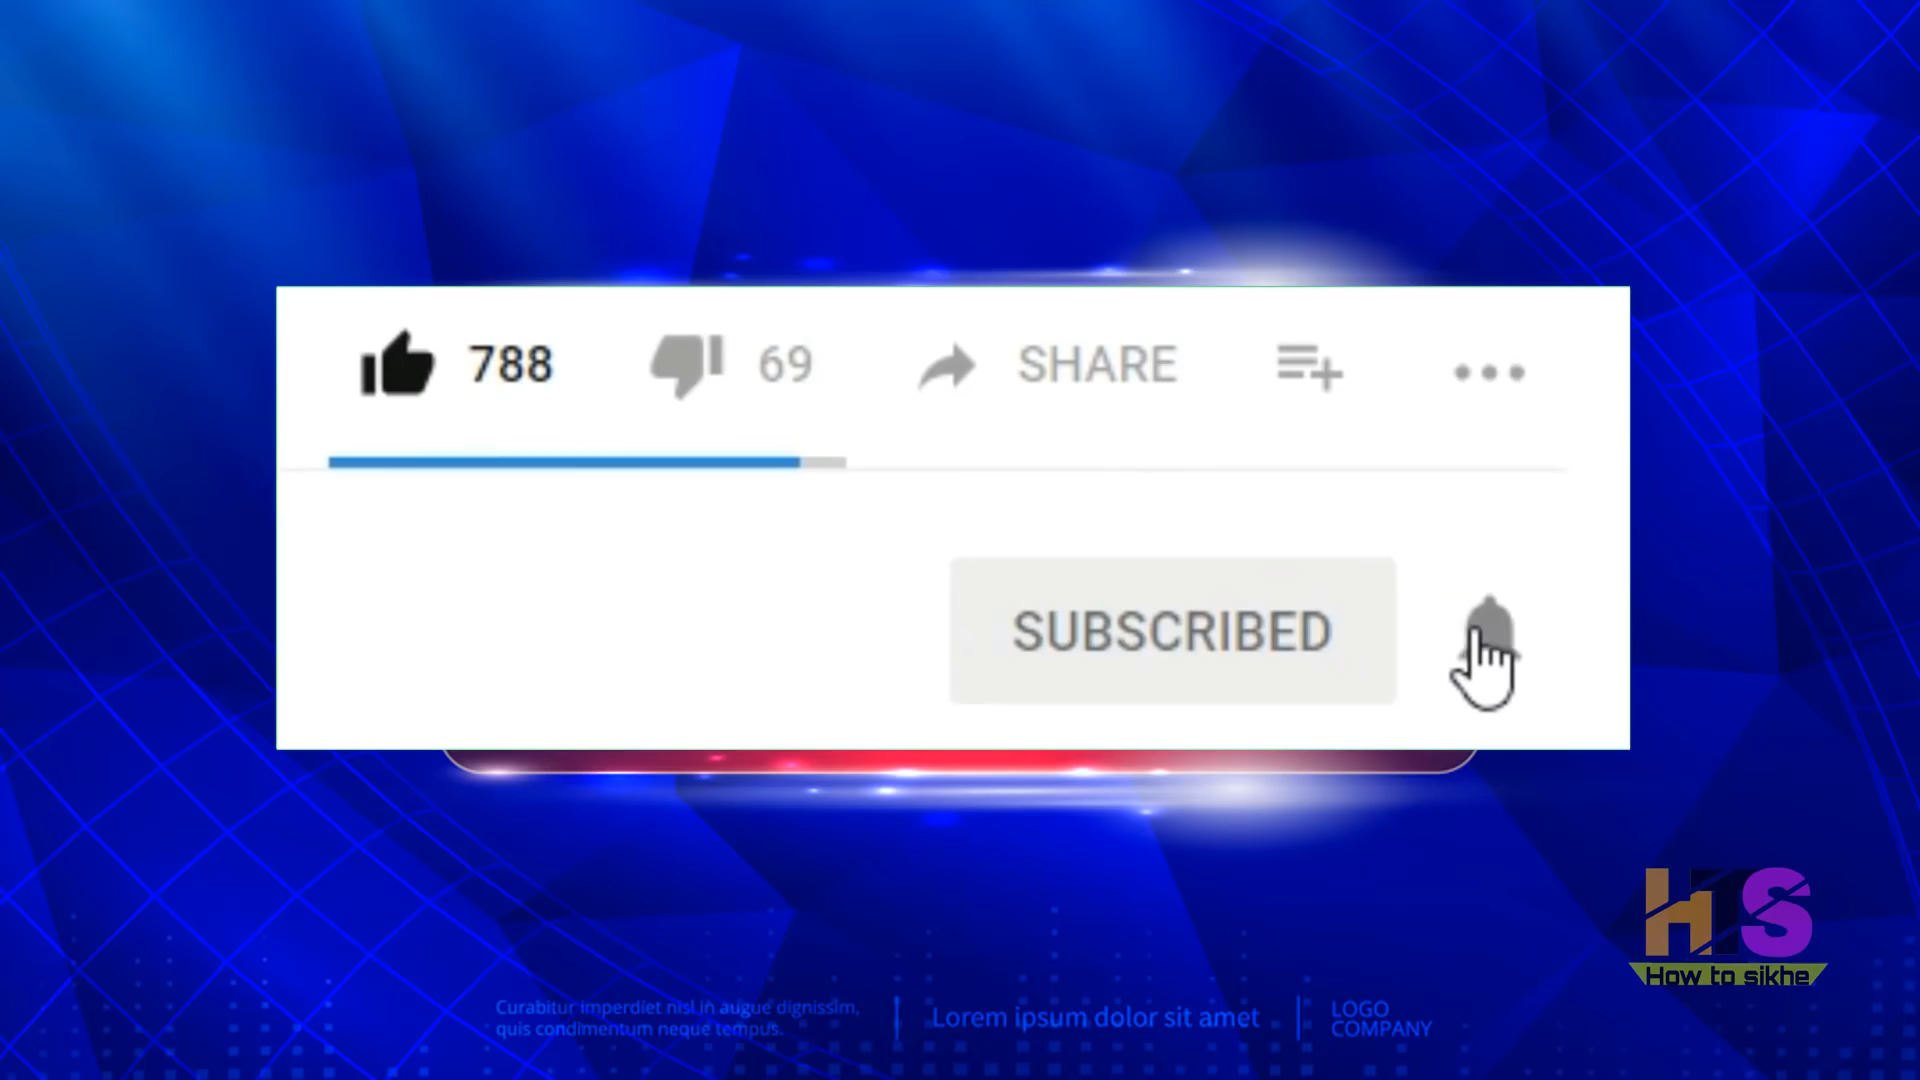 788 69 SHARE
SUBSCRIBED
HTS
How to sikhe
Curabitur imperdiet nisl in augue dignissim,
quis condimentum neque tempus.
Lorem ipsum dolor sit amet
LOGO
COMPANY